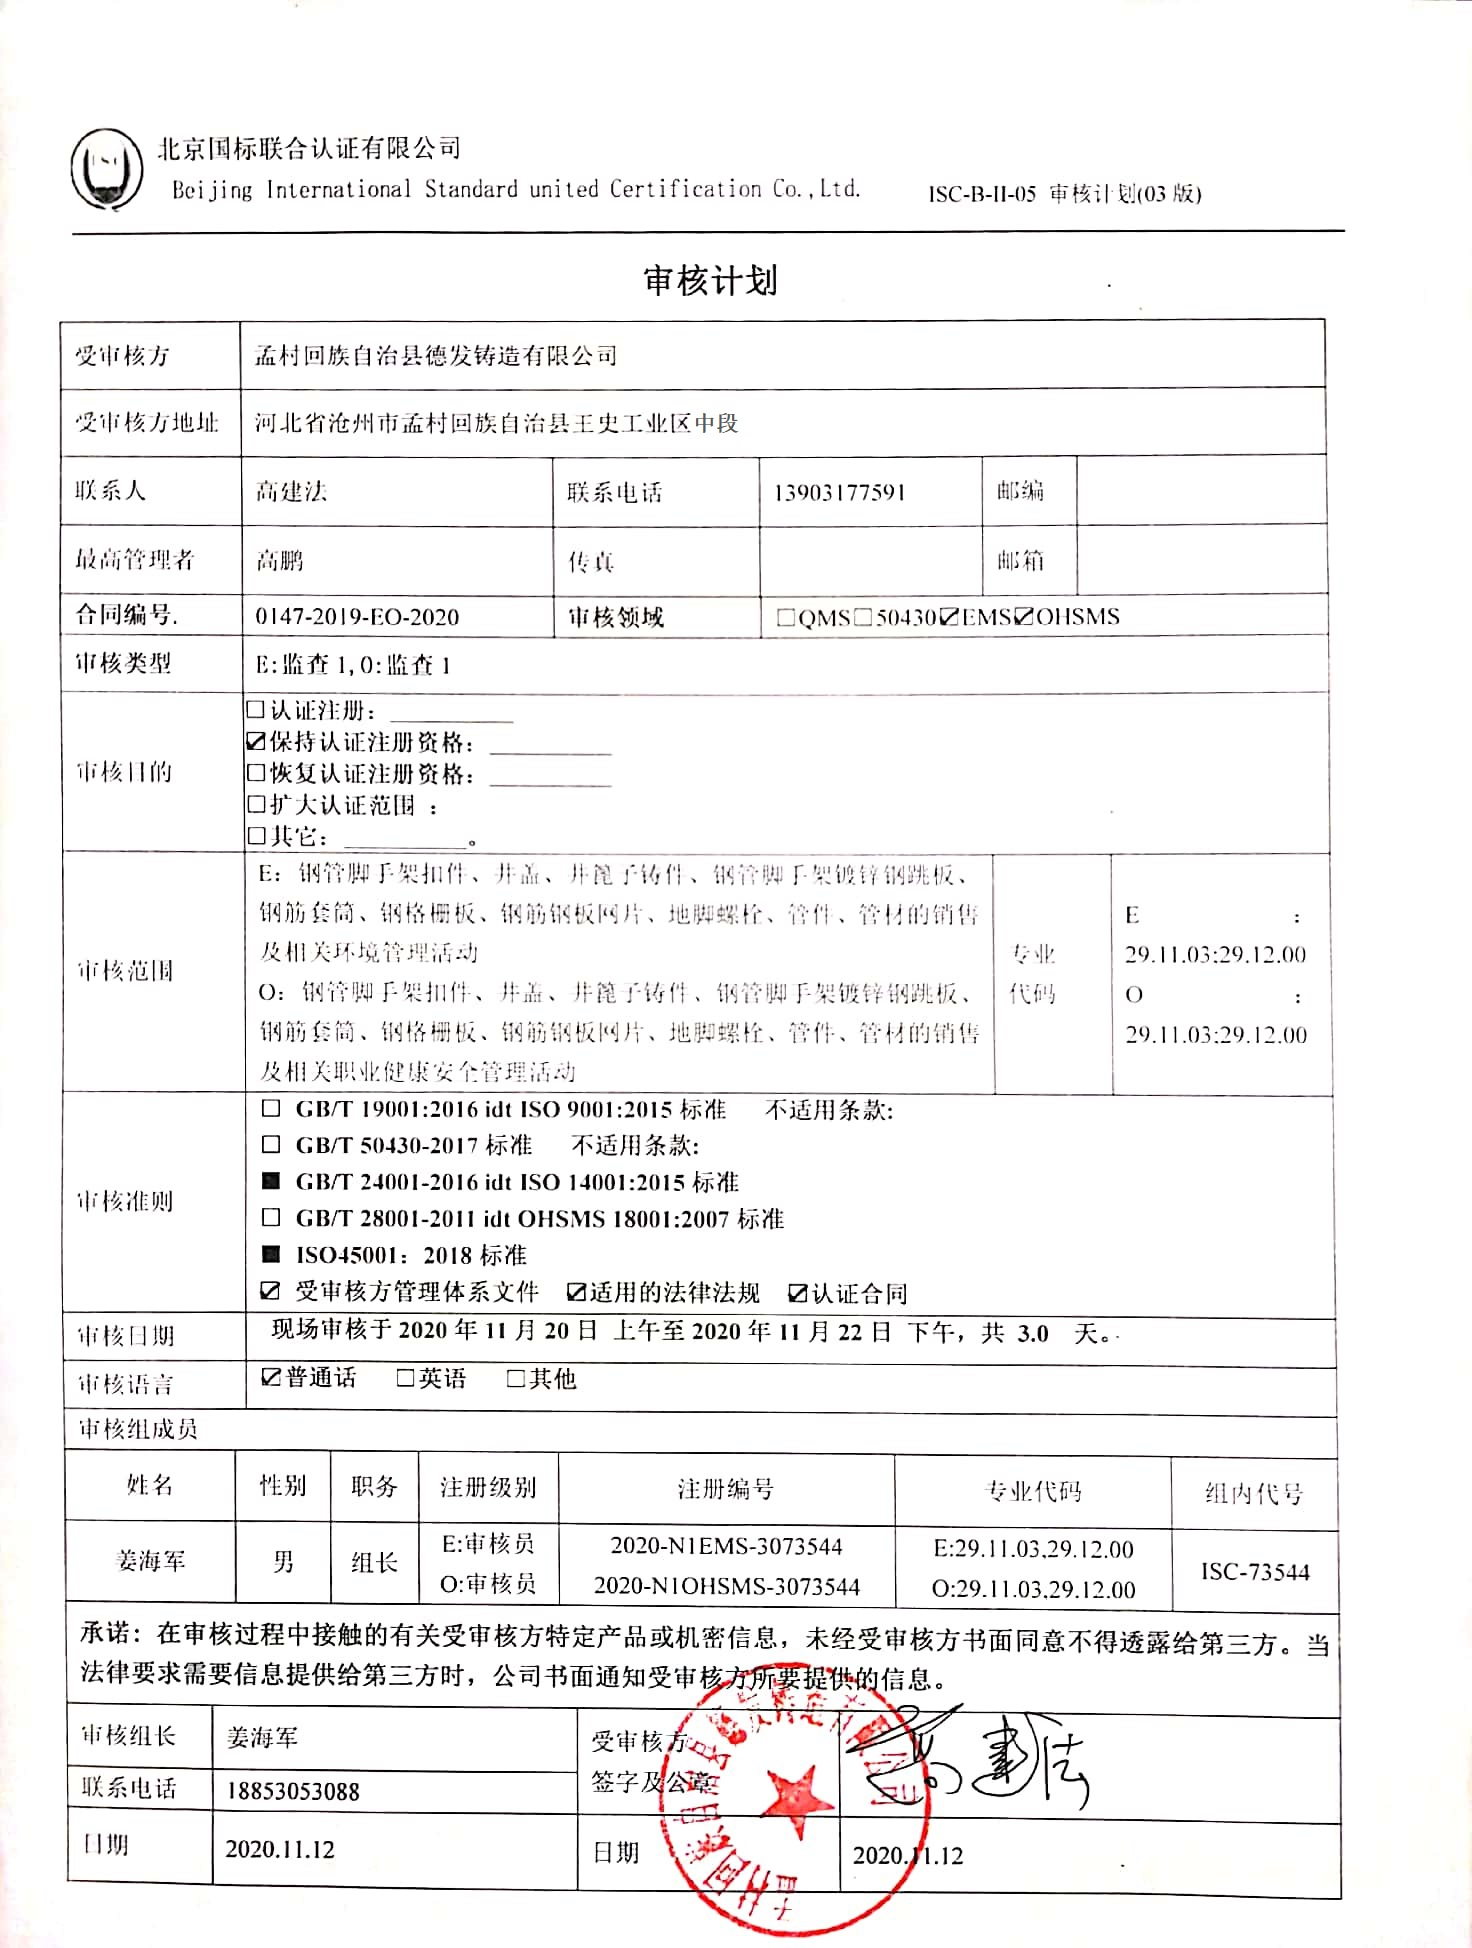 北京国标联合认证有限公司
Beijing International Standard united Certification Co.,Ltd. ISC-B-II-05 审核计划(03 版)
审核计划
受审核方 孟村回族自治县德发铸造有限公司
受审核方地址 河北省沧州市孟村回族自治县王史工业区中段
联系人 高建法 联系电话 13903177591 邮编
最高管理者 高鹏 传真 邮箱
合同编号. 0147-2019-EO-2020 审核领域 □QMS□50430☑EMS☑OHSMS
审核类型 E:监查 1,O:监查 1
审核目的
□认证注册：
☑保持认证注册资格：
□恢复认证注册资格：
□扩大认证范围 ：
□其它： 。
审核范围
E：钢管脚手架扣件、井盖、井篦子铸件、钢管脚手架镀锌钢跳板、
钢筋套筒、钢格栅板、钢筋钢板网片、地脚螺栓、管件、管材的销售
及相关环境管理活动
O：钢管脚手架扣件、井盖、井篦子铸件、钢管脚手架镀锌钢跳板、
钢筋套筒、钢格栅板、钢筋钢板网片、地脚螺栓、管件、管材的销售
及相关职业健康安全管理活动
专业
代码
E :
29.11.03;29.12.00
O :
29.11.03;29.12.00
审核准则
□ GB/T 19001:2016 idt ISO 9001:2015 标准 不适用条款:
□ GB/T 50430-2017 标准 不适用条款:
■ GB/T 24001-2016 idt ISO 14001:2015 标准
□ GB/T 28001-2011 idt OHSMS 18001:2007 标准
■ ISO45001：2018 标准
☑ 受审核方管理体系文件 ☑适用的法律法规 ☑认证合同
审核日期 现场审核于 2020 年 11 月 20 日 上午至 2020 年 11 月 22 日 下午，共 3.0 天。
审核语言 ☑普通话 □英语 □其他
审核组成员
姓名 性别 职务 注册级别 注册编号 专业代码 组内代号
姜海军 男 组长 E:审核员 2020-N1EMS-3073544 E:29.11.03,29.12.00 ISC-73544
O:审核员 2020-N1OHSMS-3073544 O:29.11.03,29.12.00
承诺：在审核过程中接触的有关受审核方特定产品或机密信息，未经受审核方书面同意不得透露给第三方。当
法律要求需要信息提供给第三方时，公司书面通知受审核方所要提供的信息。
审核组长 姜海军 受审核方
签字及公章 高建法
联系电话 18853053088
日期 2020.11.12 日期 2020.11.12
孟村回族自治县德发铸造有限公司